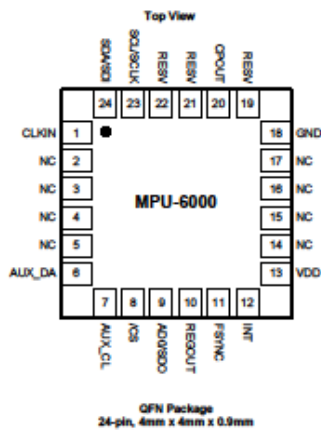 Top View
SDA/SDI
SCL/SCLK
RESV
RESV
CPOUT
RESV
24 23 22 21 20 19
CLKIN 1 18 GND
NC 2 17 NC
NC 3 16 NC
MPU-6000
NC 4 15 NC
NC 5 14 NC
AUX_DA 6 13 VDD
7 8 9 10 11 12
AUX_CL
/CS
AD0/SDO
REGOUT
FSYNC
INT
QFN Package
24-pin, 4mm x 4mm x 0.9mm